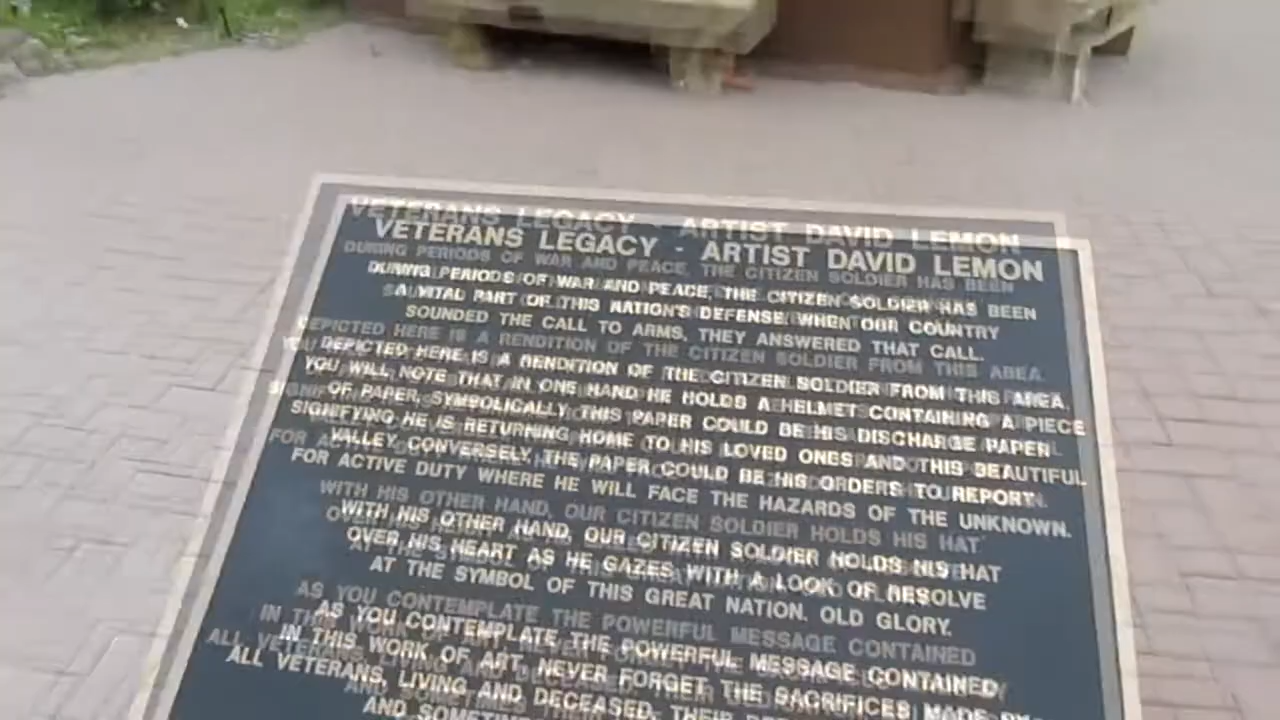 VETERANS LEGACY - ARTIST DAVID LEMON
DURING PERIODS OF WAR AND PEACE, THE CITIZEN SOLDIER HAS BEEN
A VITAL PART OF THIS NATION'S DEFENSE. WHEN OUR COUNTRY
SOUNDED THE CALL TO ARMS, THEY ANSWERED THAT CALL.
DEPICTED HERE IS A RENDITION OF THE CITIZEN SOLDIER FROM THIS AREA.
YOU WILL NOTE THAT IN ONE HAND HE HOLDS A HELMET CONTAINING A PIECE
OF PAPER, SYMBOLICALLY, THIS PAPER COULD BE HIS DISCHARGE PAPER
SIGNIFYING HE IS RETURNING HOME TO HIS LOVED ONES AND THIS BEAUTIFUL
VALLEY. CONVERSELY, THE PAPER COULD BE HIS ORDERS TO REPORT
FOR ACTIVE DUTY WHERE HE WILL FACE THE HAZARDS OF THE UNKNOWN.
WITH HIS OTHER HAND, OUR CITIZEN SOLDIER HOLDS HIS HAT
OVER HIS HEART AS HE GAZES WITH A LOOK OF RESOLVE
AT THE SYMBOL OF THIS GREAT NATION. OLD GLORY.
AS YOU CONTEMPLATE THE POWERFUL MESSAGE CONTAINED
IN THIS WORK OF ART, NEVER FORGET THE SACRIFICES MADE BY
ALL VETERANS, LIVING AND DECEASED, THEIR
AND